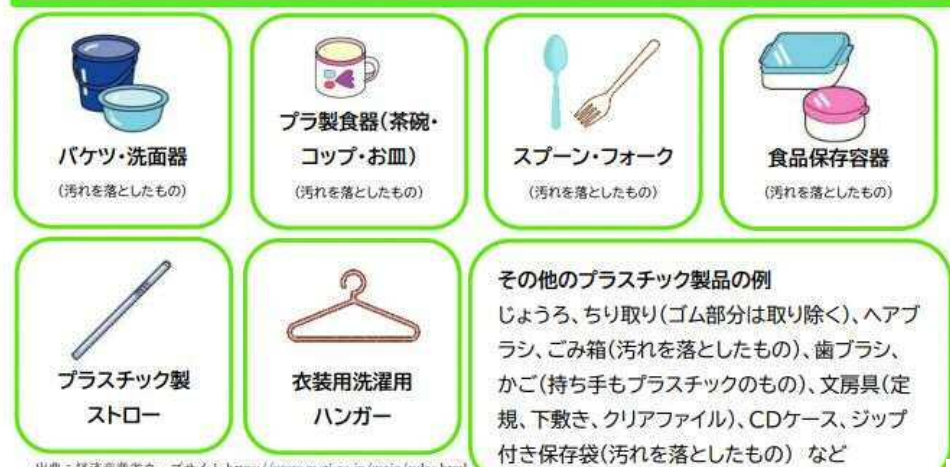 バケツ・洗面器
(汚れを落としたもの)
プラ製食器(茶碗・
コップ・お皿)
(汚れを落としたもの)
スプーン・フォーク
(汚れを落としたもの)
食品保存容器
(汚れを落としたもの)
プラスチック製
ストロー
衣装用洗濯用
ハンガー
その他のプラスチック製品の例
じょうろ、ちり取り(ゴム部分は取り除く)、ヘアブ
ラシ、ごみ箱(汚れを落としたもの)、歯ブラシ、
かご(持ち手もプラスチックのもの)、文房具(定
規、下敷き、クリアファイル)、CDケース、ジップ
付き保存袋(汚れを落としたもの) など